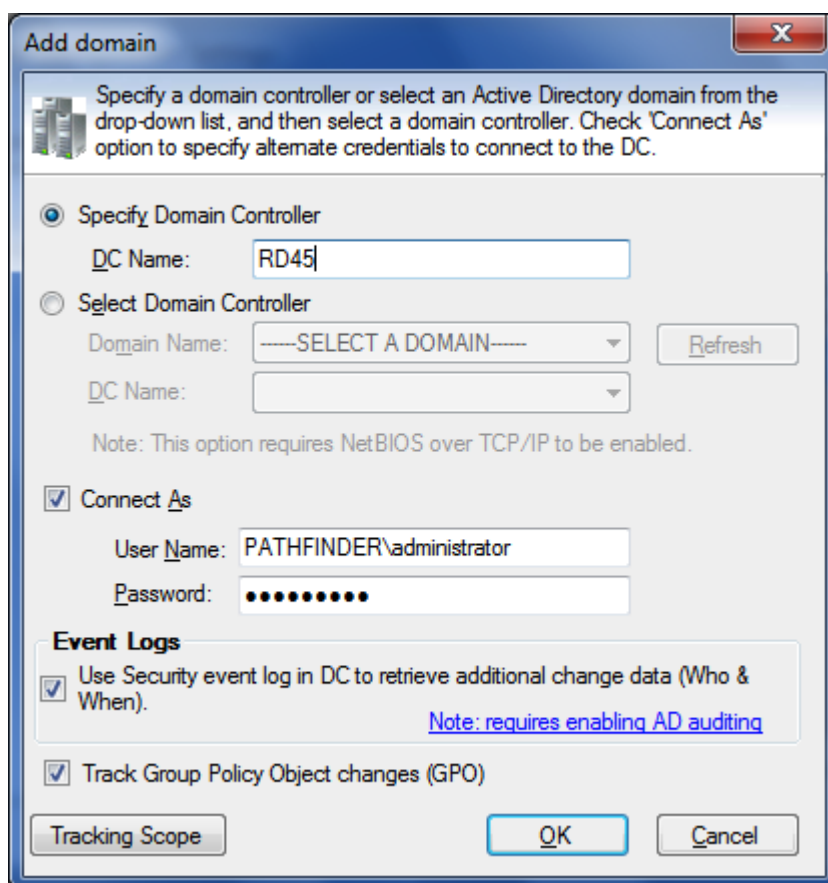 Add domain
Specify a domain controller or select an Active Directory domain from the
drop-down list, and then select a domain controller. Check 'Connect As'
option to specify alternate credentials to connect to the DC.
Specify Domain Controller
DC Name: RD45
Select Domain Controller
Domain Name: ------SELECT A DOMAIN------ Refresh
DC Name:
Note: This option requires NetBIOS over TCP/IP to be enabled.
Connect As
User Name: PATHFINDER\administrator
Password: ●●●●●●●●●
Event Logs
Use Security event log in DC to retrieve additional change data (Who &
When).
Note: requires enabling AD auditing
Track Group Policy Object changes (GPO)
Tracking Scope OK Cancel